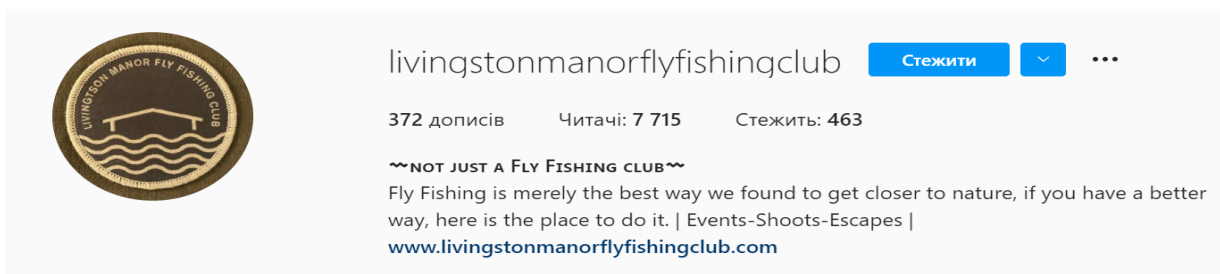 LIVINGTSON MANOR FLY FISHING CLUB
livingstonmanorflyfishingclub Стежити
372 дописів Читачі: 7 715 Стежить: 463
〰NOT JUST A FLY FISHING CLUB〰
Fly Fishing is merely the best way we found to get closer to nature, if you have a better
way, here is the place to do it. | Events-Shoots-Escapes |
www.livingstonmanorflyfishingclub.com